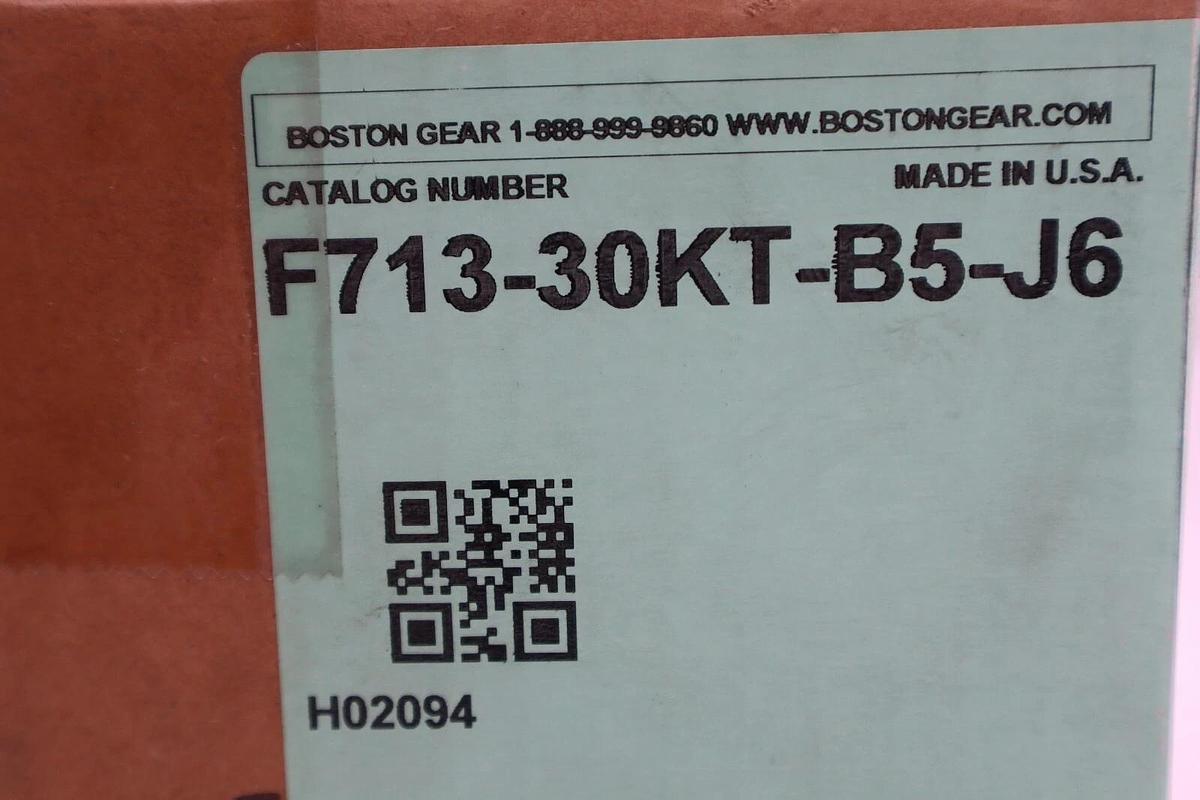 BOSTON GEAR 1-888-999-9860 WWW.BOSTONGEAR.COM
CATALOG NUMBER MADE IN U.S.A.
F713-30KT-B5-J6
H02094